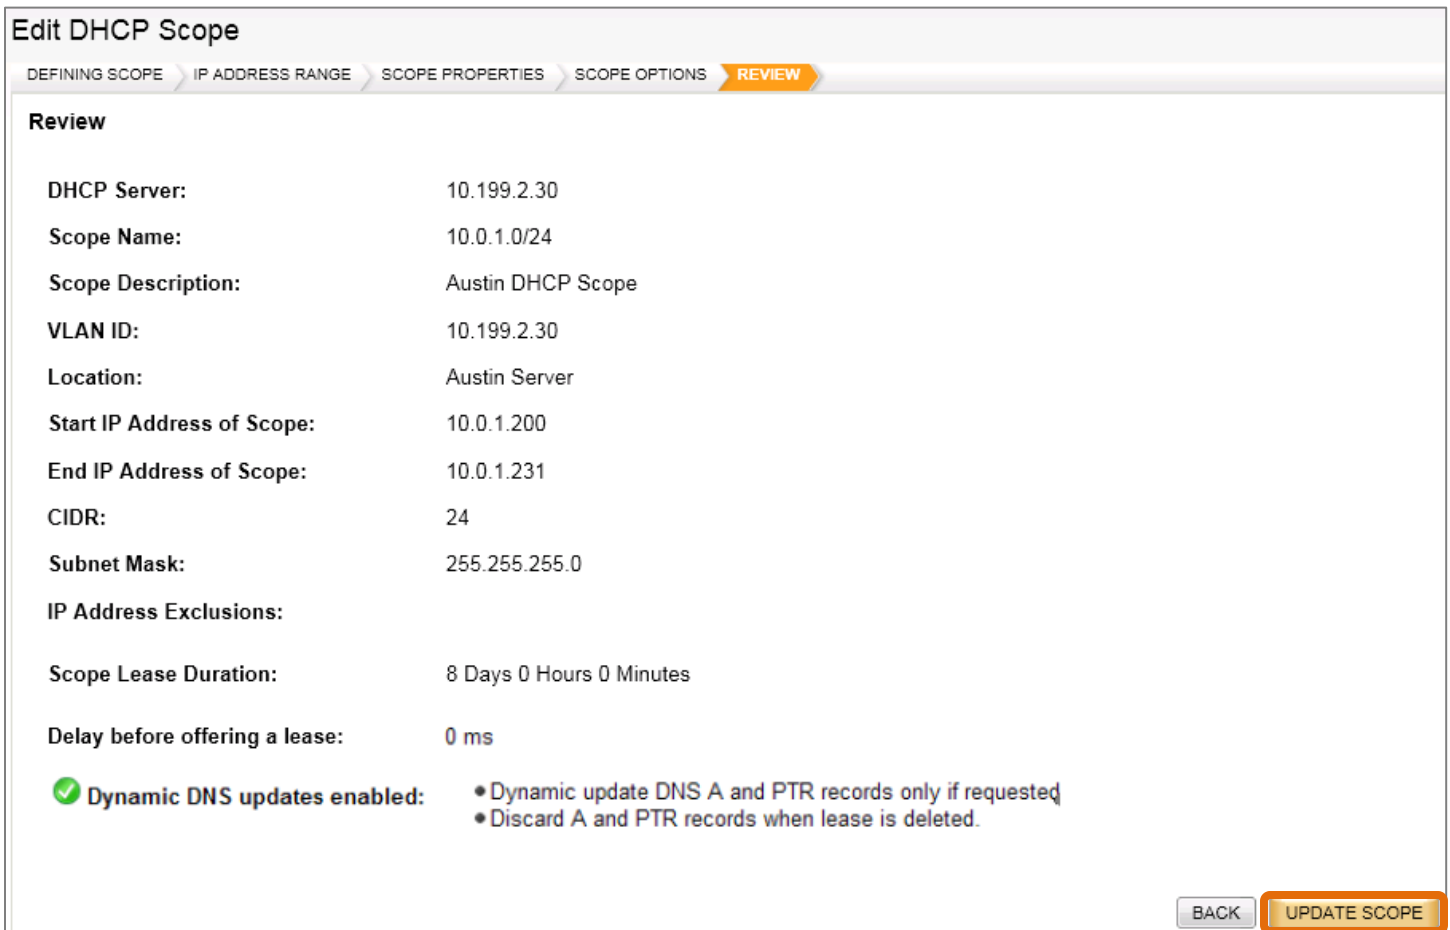 Edit DHCP Scope
DEFINING SCOPE IP ADDRESS RANGE SCOPE PROPERTIES SCOPE OPTIONS REVIEW
Review
DHCP Server: 10.199.2.30
Scope Name: 10.0.1.0/24
Scope Description: Austin DHCP Scope
VLAN ID: 10.199.2.30
Location: Austin Server
Start IP Address of Scope: 10.0.1.200
End IP Address of Scope: 10.0.1.231
CIDR: 24
Subnet Mask: 255.255.255.0
IP Address Exclusions:
Scope Lease Duration: 8 Days 0 Hours 0 Minutes
Delay before offering a lease: 0 ms
Dynamic DNS updates enabled: • Dynamic update DNS A and PTR records only if requested
• Discard A and PTR records when lease is deleted.
BACK UPDATE SCOPE